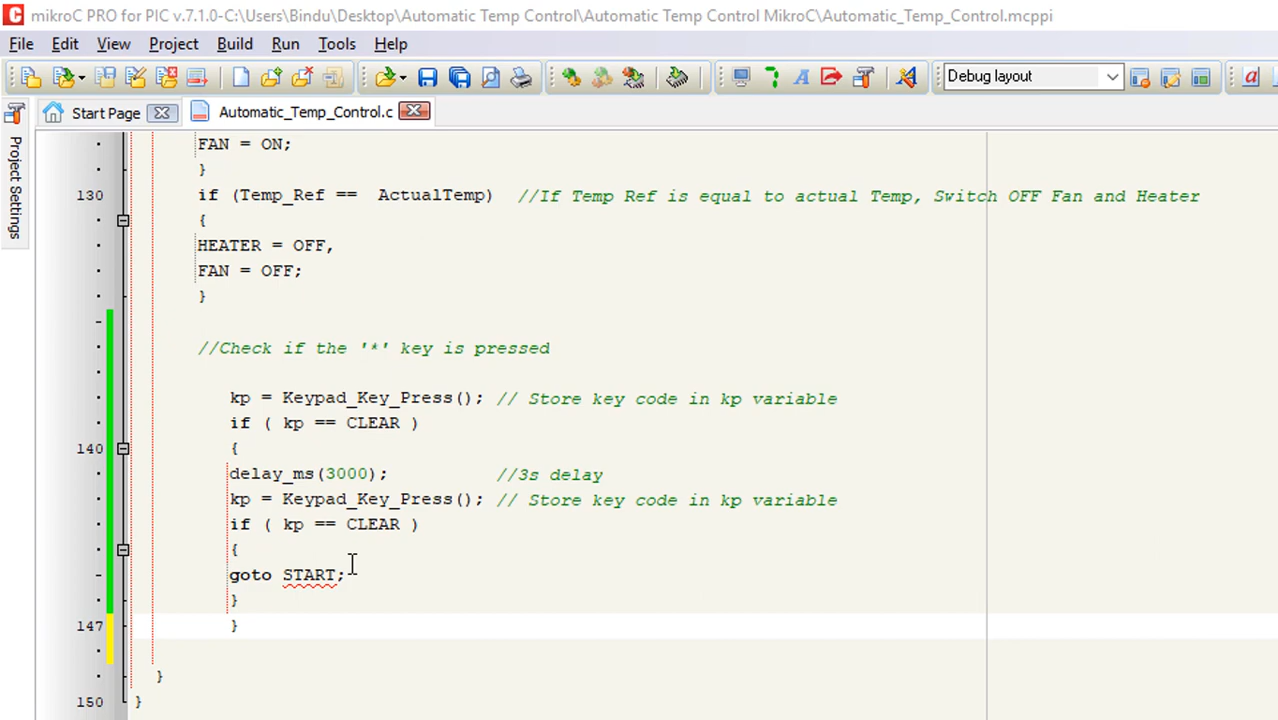 mikroC PRO for PIC v.7.1.0-C:\Users\Bindu\Desktop\Automatic Temp Control\Automatic Temp Control MikroC\Automatic_Temp_Control.mcppi
File Edit View Project Build Run Tools Help
Debug layout
Start Page Automatic_Temp_Control.c
Project Settings
FAN = ON;
}
130 if (Temp_Ref == ActualTemp) //If Temp Ref is equal to actual Temp, Switch OFF Fan and Heater
{
HEATER = OFF,
FAN = OFF;
}
//Check if the '*' key is pressed
kp = Keypad_Key_Press(); // Store key code in kp variable
if ( kp == CLEAR )
140 {
delay_ms(3000); //3s delay
kp = Keypad_Key_Press(); // Store key code in kp variable
if ( kp == CLEAR )
{
goto START;
}
147 }
}
150 }